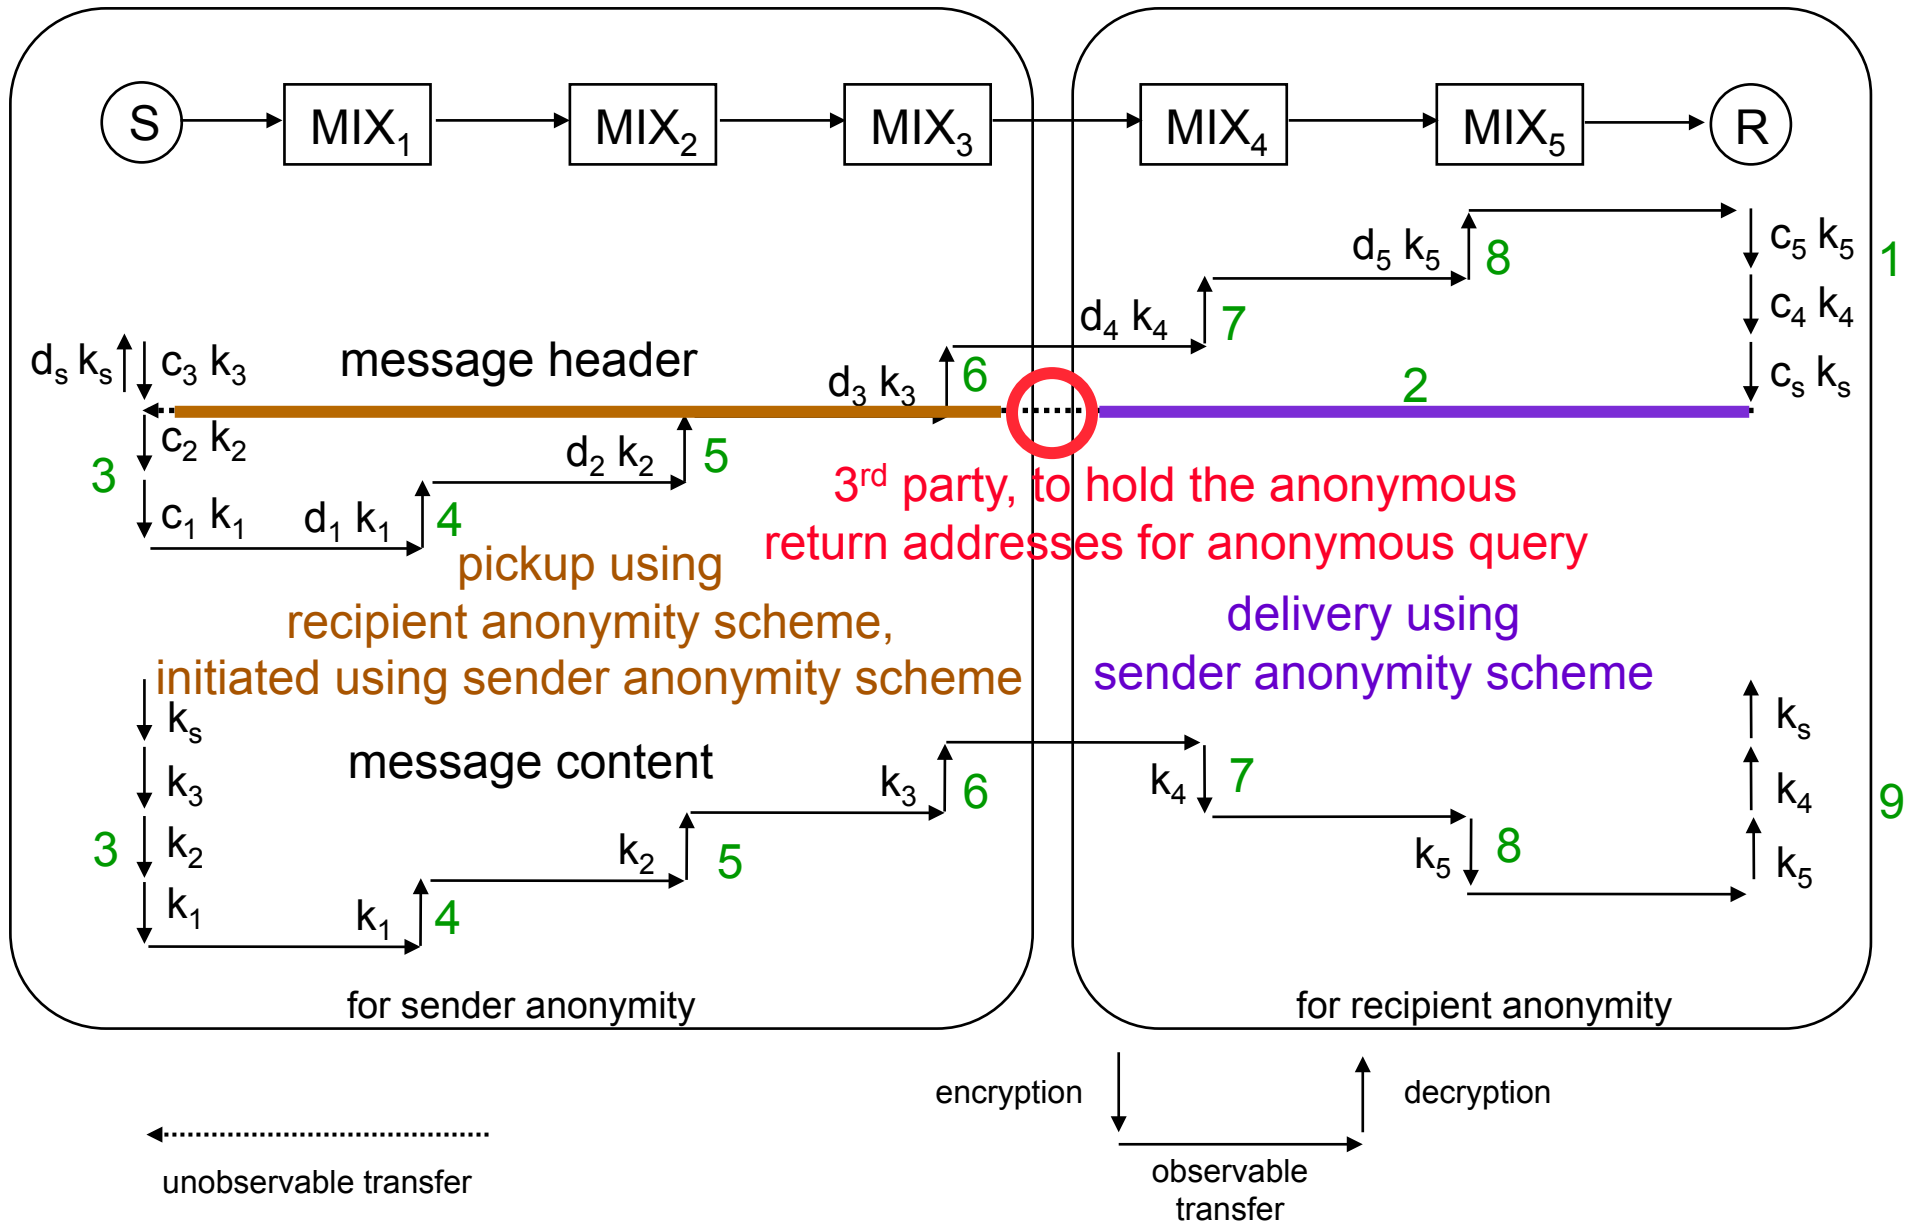 S
MIX₁
MIX₂
MIX₃
MIX₄
MIX₅
R
c₅ k₅
1
d₅ k₅
8
c₄ k₄
d₄ k₄
7
dₛ kₛ
c₃ k₃
message header
d₃ k₃
6
2
cₛ kₛ
c₂ k₂
3
d₂ k₂
5
c₁ k₁
d₁ k₁
4
3rd party, to hold the anonymous
return addresses for anonymous query
pickup using
recipient anonymity scheme,
initiated using sender anonymity scheme
delivery using
sender anonymity scheme
kₛ
k₃
k₂
k₁
3
message content
k₁
4
k₂
5
k₃
6
k₄
7
k₅
8
kₛ
k₄
k₅
9
for sender anonymity
for recipient anonymity
encryption
decryption
observable
transfer
unobservable transfer